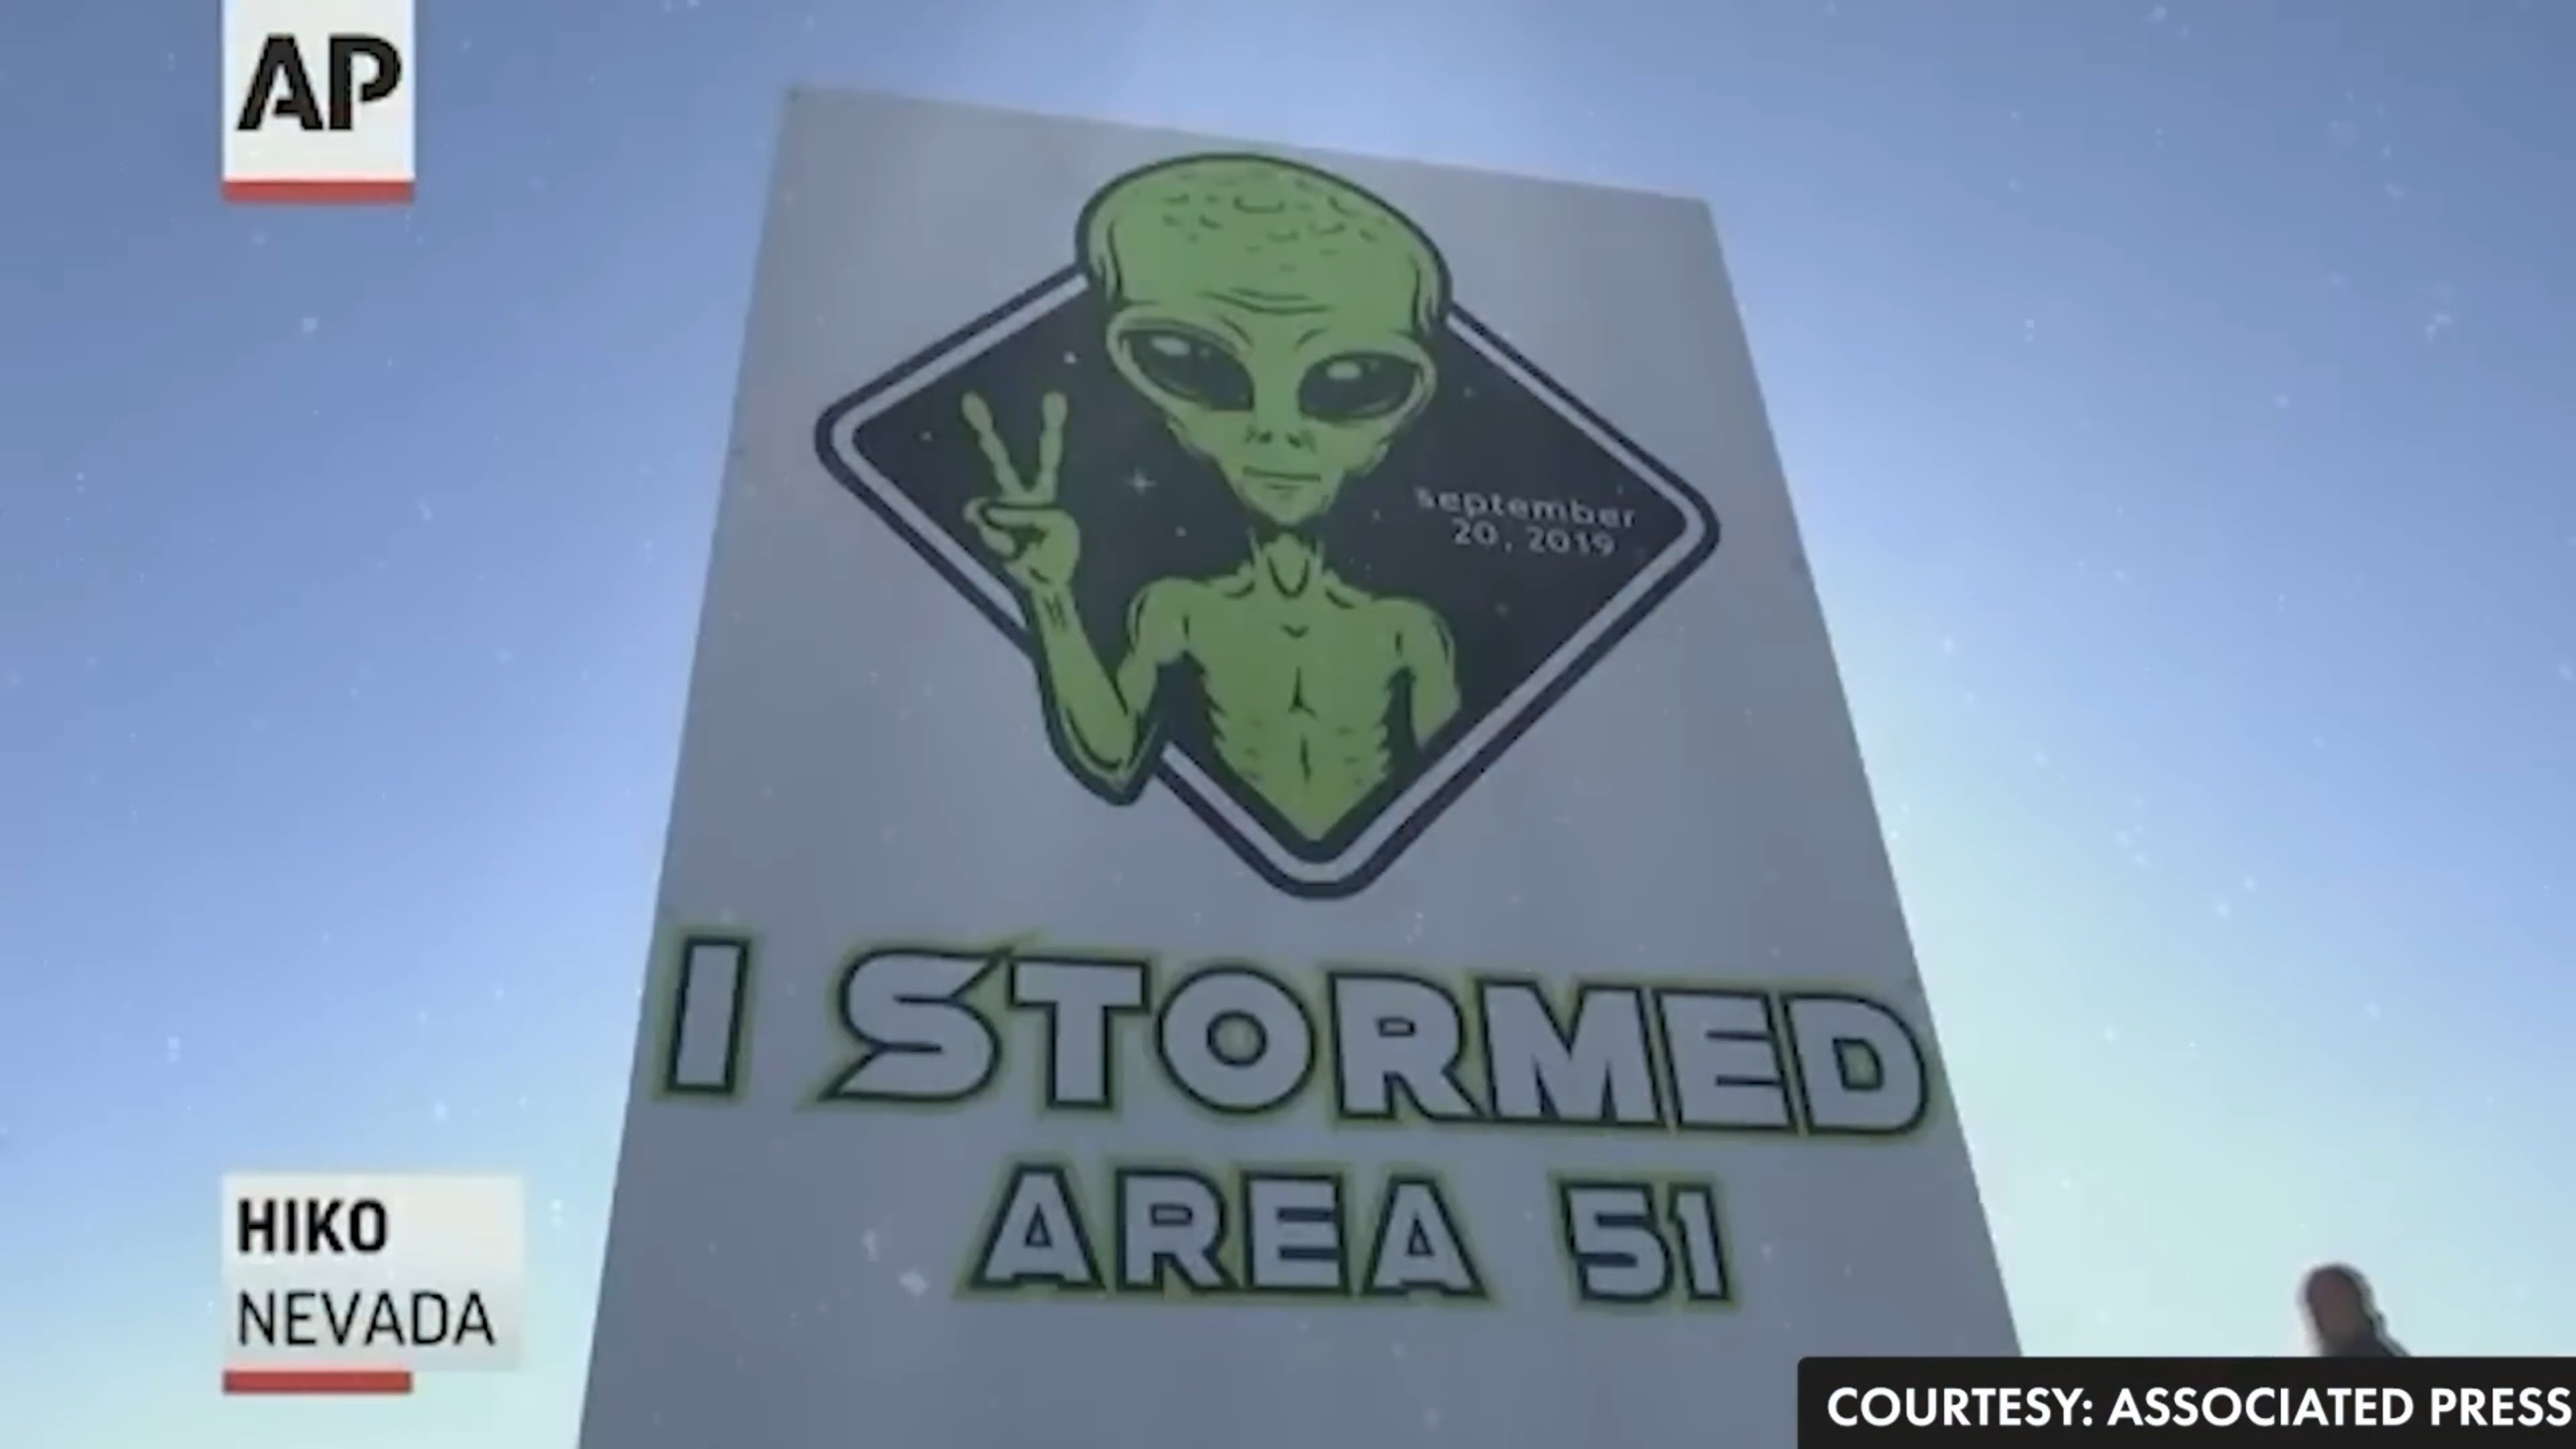 AP
september
20, 2019
I STORMED
AREA 51
HIKO
NEVADA
COURTESY: ASSOCIATED PRESS